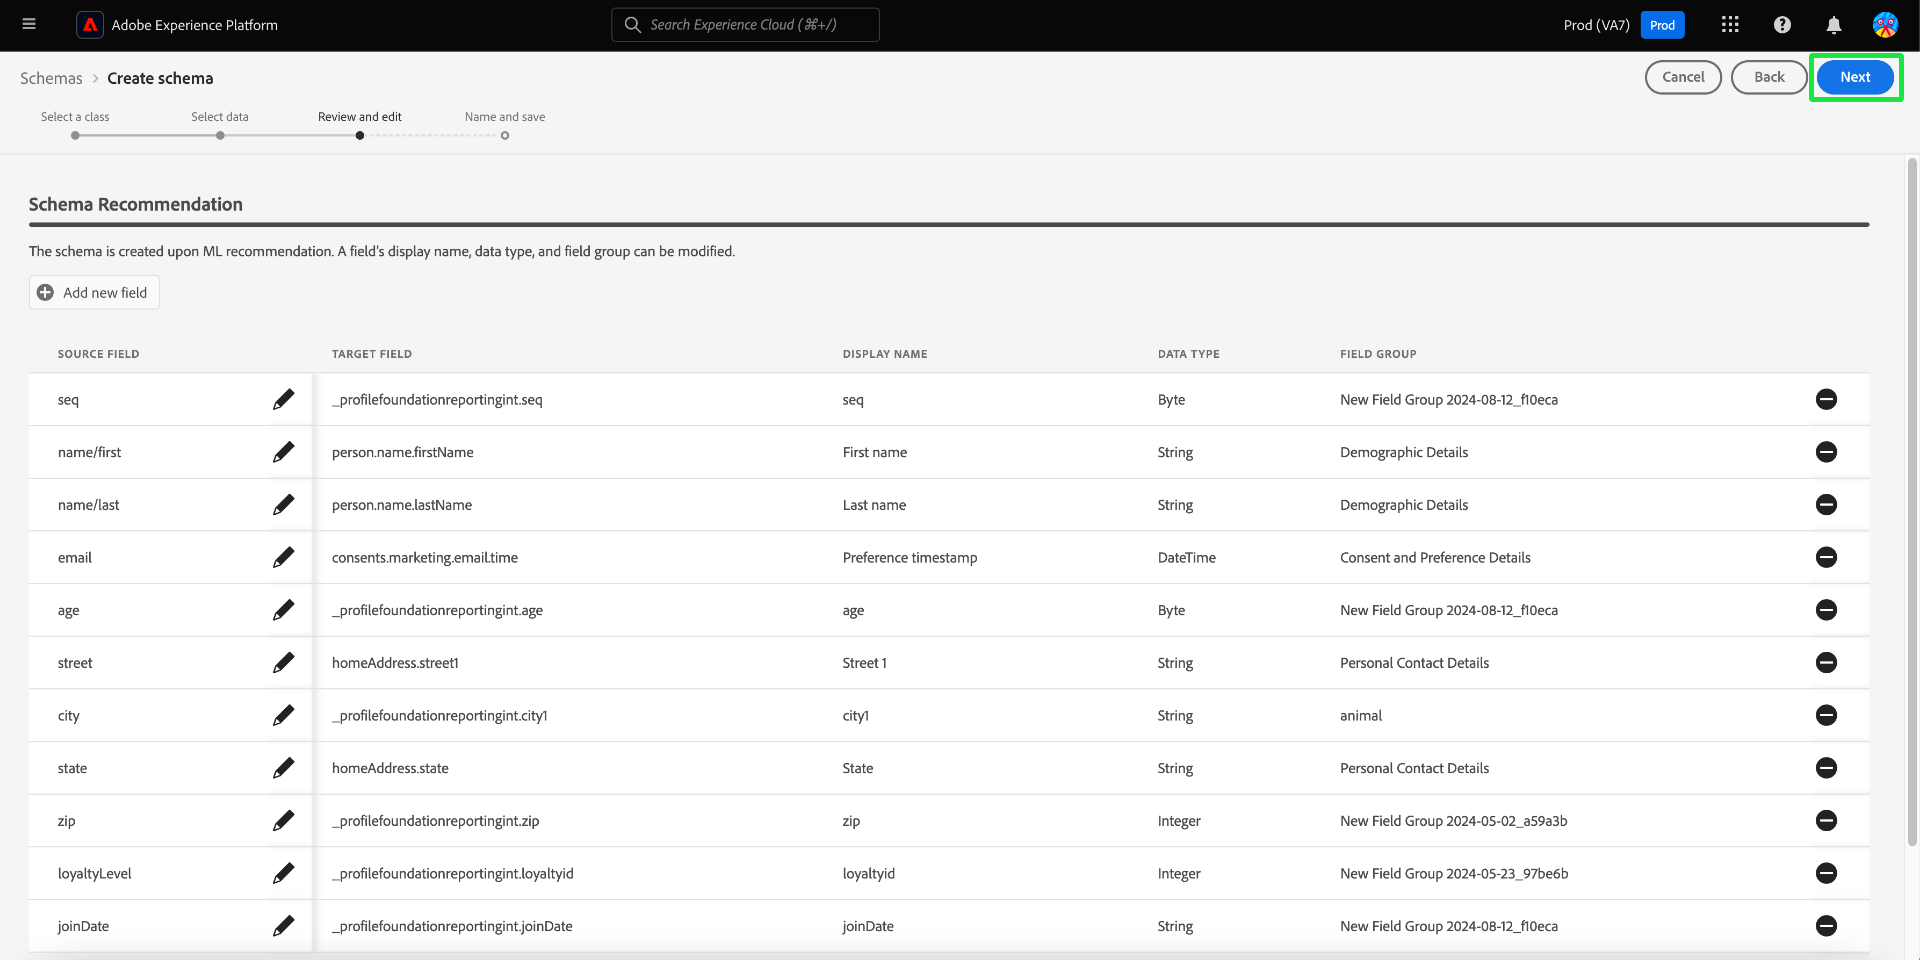 Adobe Experience Platform
Search Experience Cloud (⌘+/)
Prod (VA7)
Prod
Schemas > Create schema
Cancel
Back
Next
Select a class
Select data
Review and edit
Name and save
Schema Recommendation
The schema is created upon ML recommendation. A field's display name, data type, and field group can be modified.
Add new field
SOURCE FIELD TARGET FIELD DISPLAY NAME DATA TYPE FIELD GROUP
seq _profilefoundationreportingint.seq seq Byte New Field Group 2024-08-12_f10eca
name/first person.name.firstName First name String Demographic Details
name/last person.name.lastName Last name String Demographic Details
email consents.marketing.email.time Preference timestamp DateTime Consent and Preference Details
age _profilefoundationreportingint.age age Byte New Field Group 2024-08-12_f10eca
street homeAddress.street1 Street 1 String Personal Contact Details
city _profilefoundationreportingint.city1 city1 String animal
state homeAddress.state State String Personal Contact Details
zip _profilefoundationreportingint.zip zip Integer New Field Group 2024-05-02_a59a3b
loyaltyLevel _profilefoundationreportingint.loyaltyid loyaltyid Integer New Field Group 2024-05-23_97be6b
joinDate _profilefoundationreportingint.joinDate joinDate String New Field Group 2024-08-12_f10eca